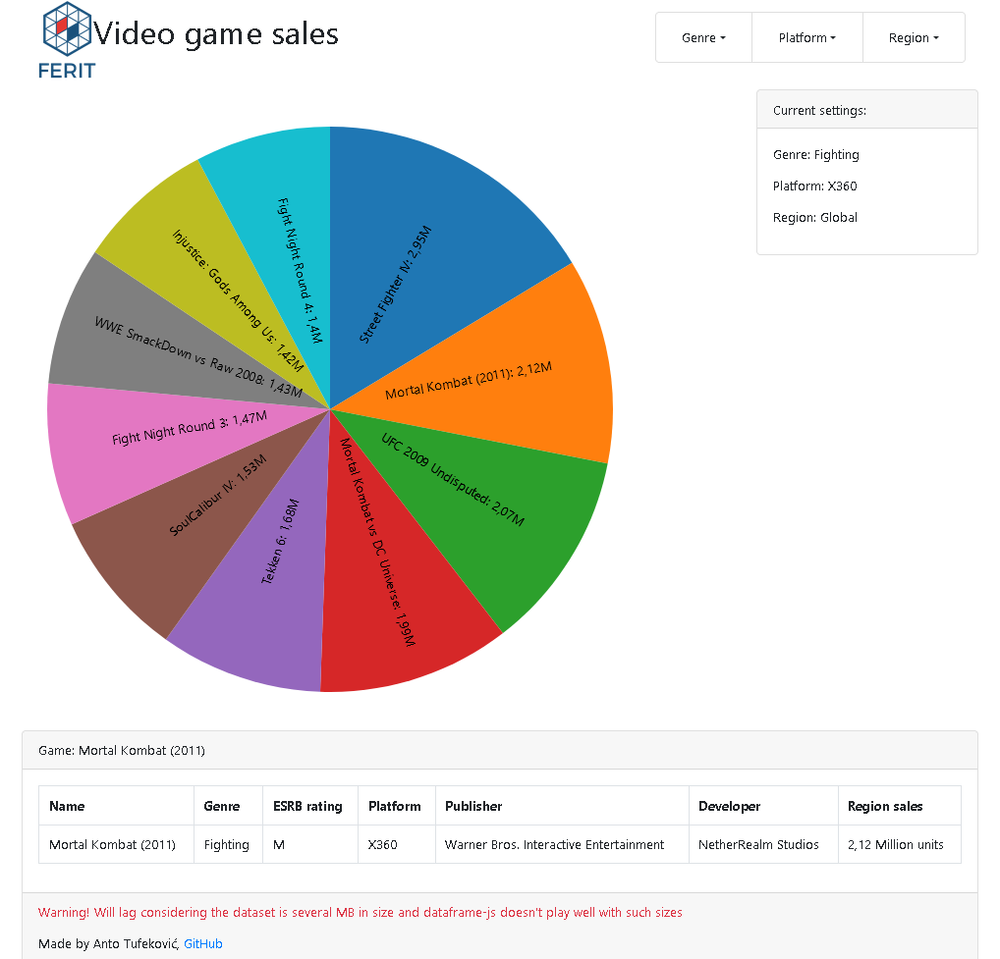 FERIT
Video game sales
Genre
Platform
Region
Current settings:
Genre: Fighting
Platform: X360
Region: Global
Street Fighter IV: 2,95M
Mortal Kombat (2011): 2,12M
UFC 2009 Undisputed: 2,07M
Mortal Kombat vs DC Universe: 1,99M
Tekken 6: 1,68M
SoulCalibur IV: 1,53M
Fight Night Round 3: 1,47M
WWE SmackDown vs Raw 2008: 1,43M
Injustice: Gods Among Us: 1,42M
Fight Night Round 4: 1,4M
Game: Mortal Kombat (2011)
Name Genre ESRB rating Platform Publisher Developer Region sales
Mortal Kombat (2011) Fighting M X360 Warner Bros. Interactive Entertainment NetherRealm Studios 2,12 Million units
Warning! Will lag considering the dataset is several MB in size and dataframe-js doesn't play well with such sizes
Made by Anto Tufeković, GitHub